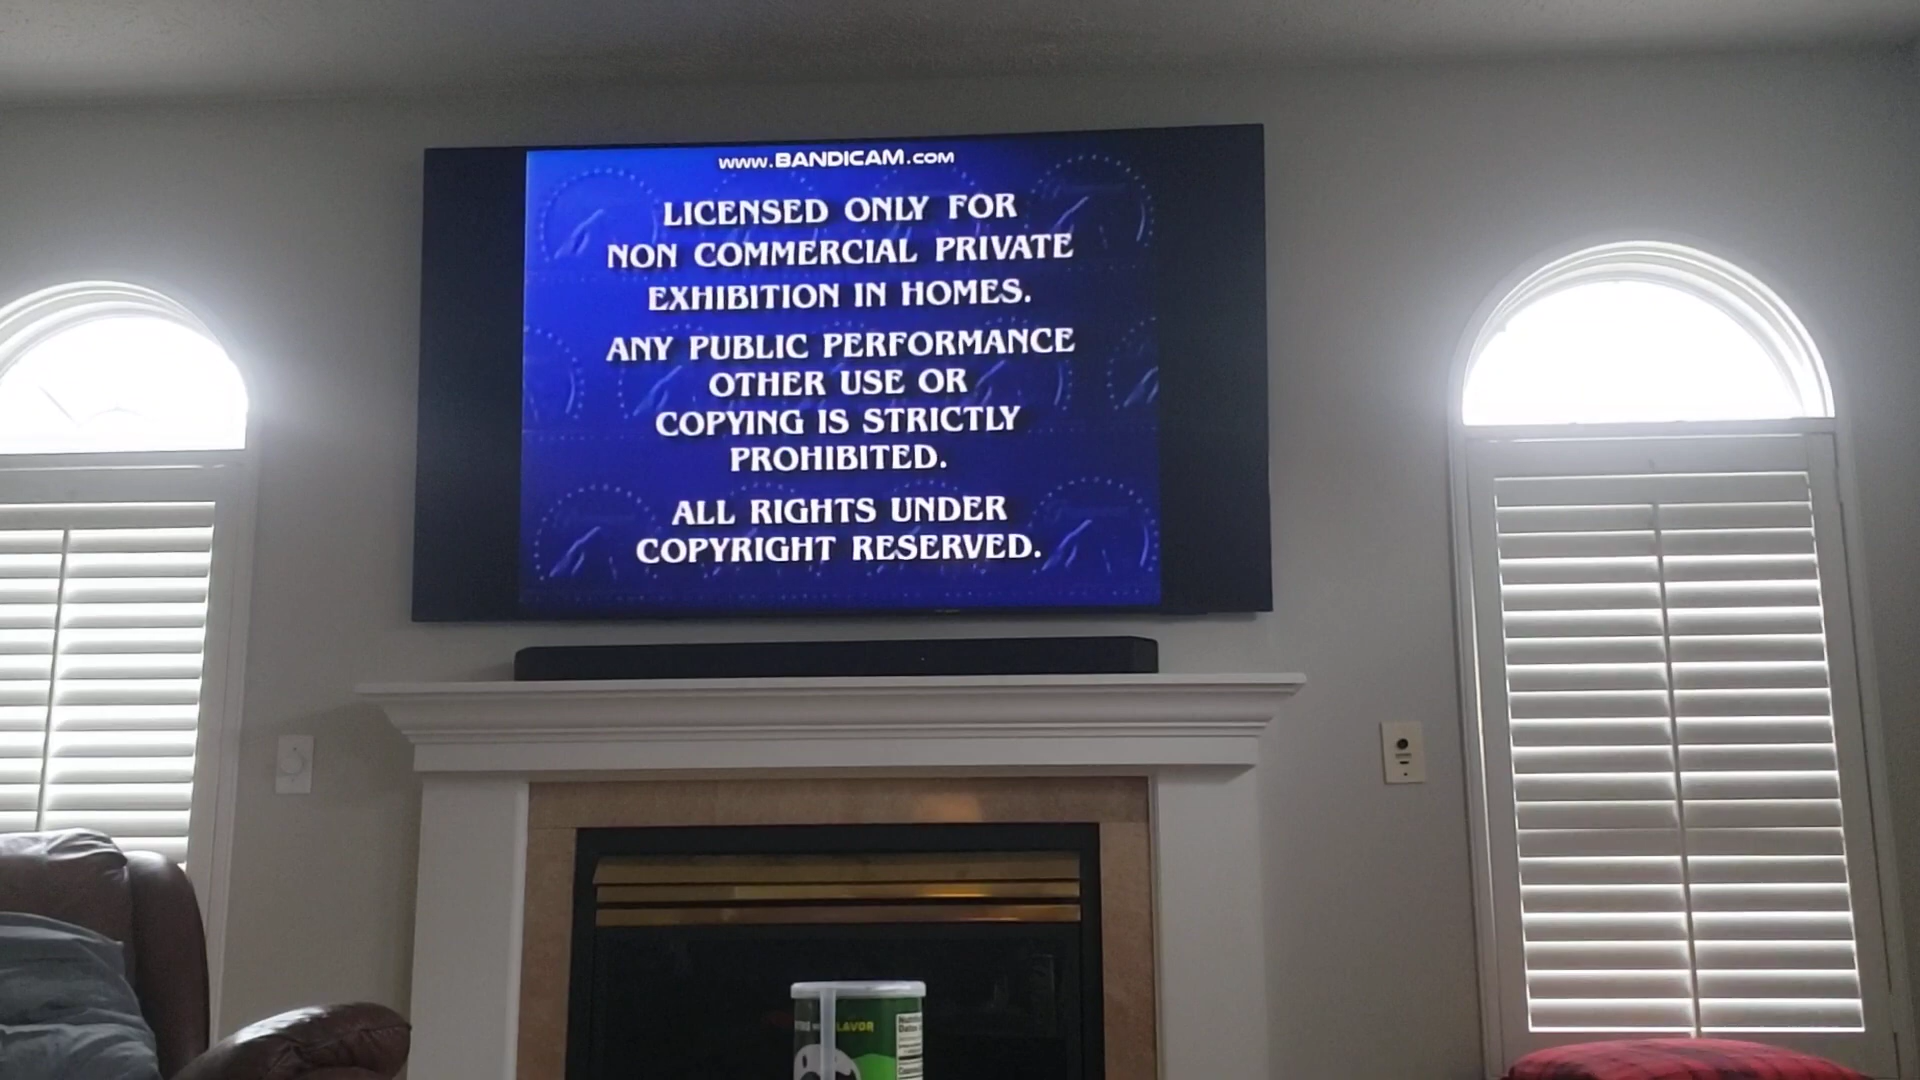 www.BANDICAM.COM
LICENSED ONLY FOR
NON COMMERCIAL PRIVATE
EXHIBITION IN HOMES.
ANY PUBLIC PERFORMANCE
OTHER USE OR
COPYING IS STRICTLY
PROHIBITED.
ALL RIGHTS UNDER
COPYRIGHT RESERVED.
LAVOR